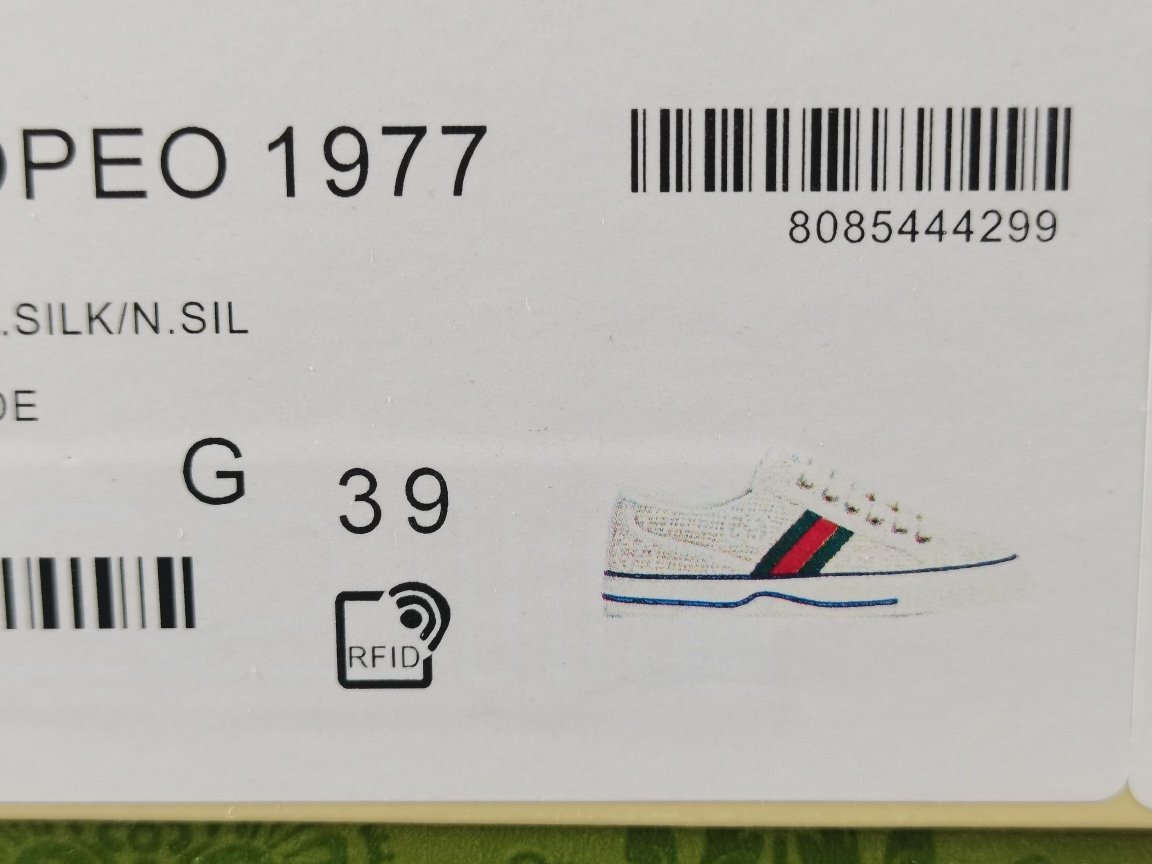 OPEO 1977
8085444299
.SILK/N.SIL
DE
G 39
RFID